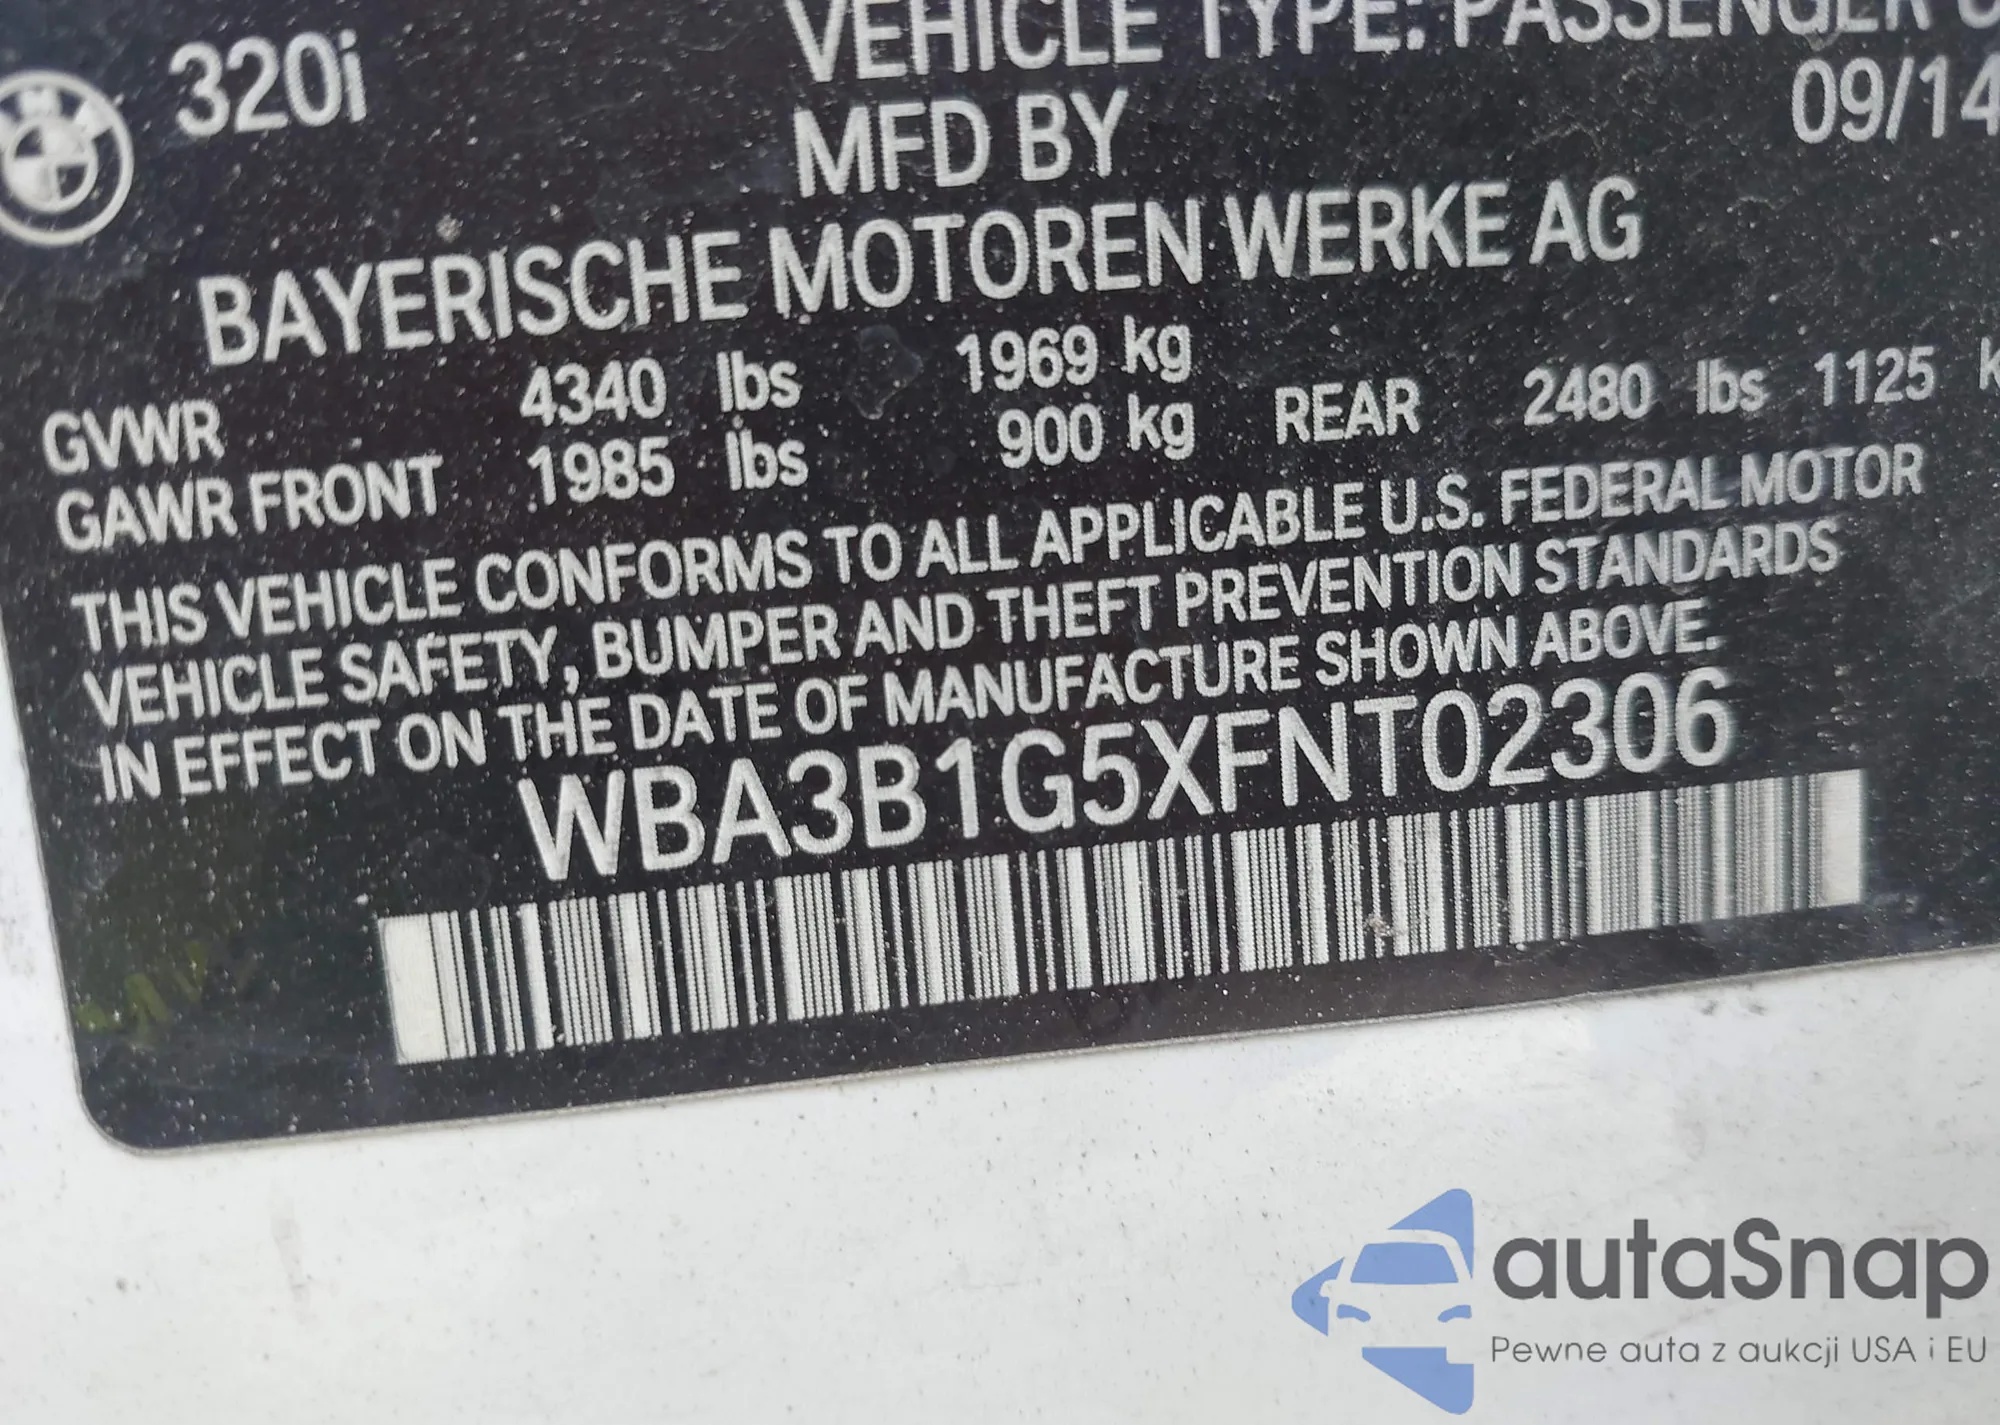 320i
VEHICLE TYPE: PASSENGER
MFD BY
09/14
BAYERISCHE MOTOREN WERKE AG
GVWR 4340 lbs 1969 kg
GAWR FRONT 1985 lbs 900 kg REAR 2480 lbs 1125
THIS VEHICLE CONFORMS TO ALL APPLICABLE U.S. FEDERAL MOTOR
VEHICLE SAFETY, BUMPER AND THEFT PREVENTION STANDARDS
IN EFFECT ON THE DATE OF MANUFACTURE SHOWN ABOVE.
WBA3B1G5XFNT02306
autaSnap
Pewne auta z aukcji USA i EU